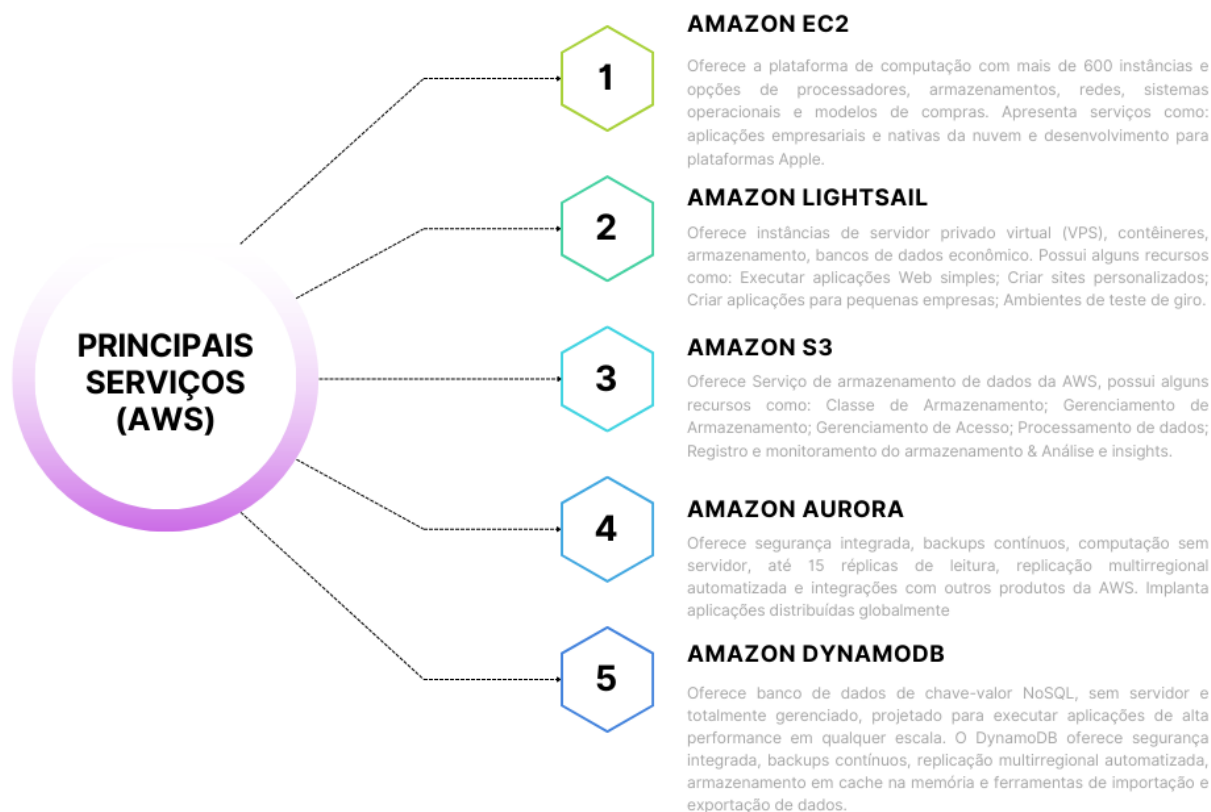 PRINCIPAIS
SERVIÇOS
(AWS)
1
AMAZON EC2
Oferece a plataforma de computação com mais de 600 instâncias e
opções de processadores, armazenamentos, redes, sistemas
operacionais e modelos de compras. Apresenta serviços como:
aplicações empresariais e nativas da nuvem e desenvolvimento para
plataformas Apple.
2
AMAZON LIGHTSAIL
Oferece instâncias de servidor privado virtual (VPS), contêineres,
armazenamento, bancos de dados econômico. Possui alguns recursos
como: Executar aplicações Web simples; Criar sites personalizados;
Criar aplicações para pequenas empresas; Ambientes de teste de giro.
3
AMAZON S3
Oferece Serviço de armazenamento de dados da AWS, possui alguns
recursos como: Classe de Armazenamento; Gerenciamento de
Armazenamento; Gerenciamento de Acesso; Processamento de dados;
Registro e monitoramento do armazenamento & Análise e insights.
4
AMAZON AURORA
Oferece segurança integrada, backups contínuos, computação sem
servidor, até 15 réplicas de leitura, replicação multirregional
automatizada e integrações com outros produtos da AWS. Implanta
aplicações distribuídas globalmente
5
AMAZON DYNAMODB
Oferece banco de dados de chave-valor NoSQL, sem servidor e
totalmente gerenciado, projetado para executar aplicações de alta
performance em qualquer escala. O DynamoDB oferece segurança
integrada, backups contínuos, replicação multirregional automatizada,
armazenamento em cache na memória e ferramentas de importação e
exportação de dados.